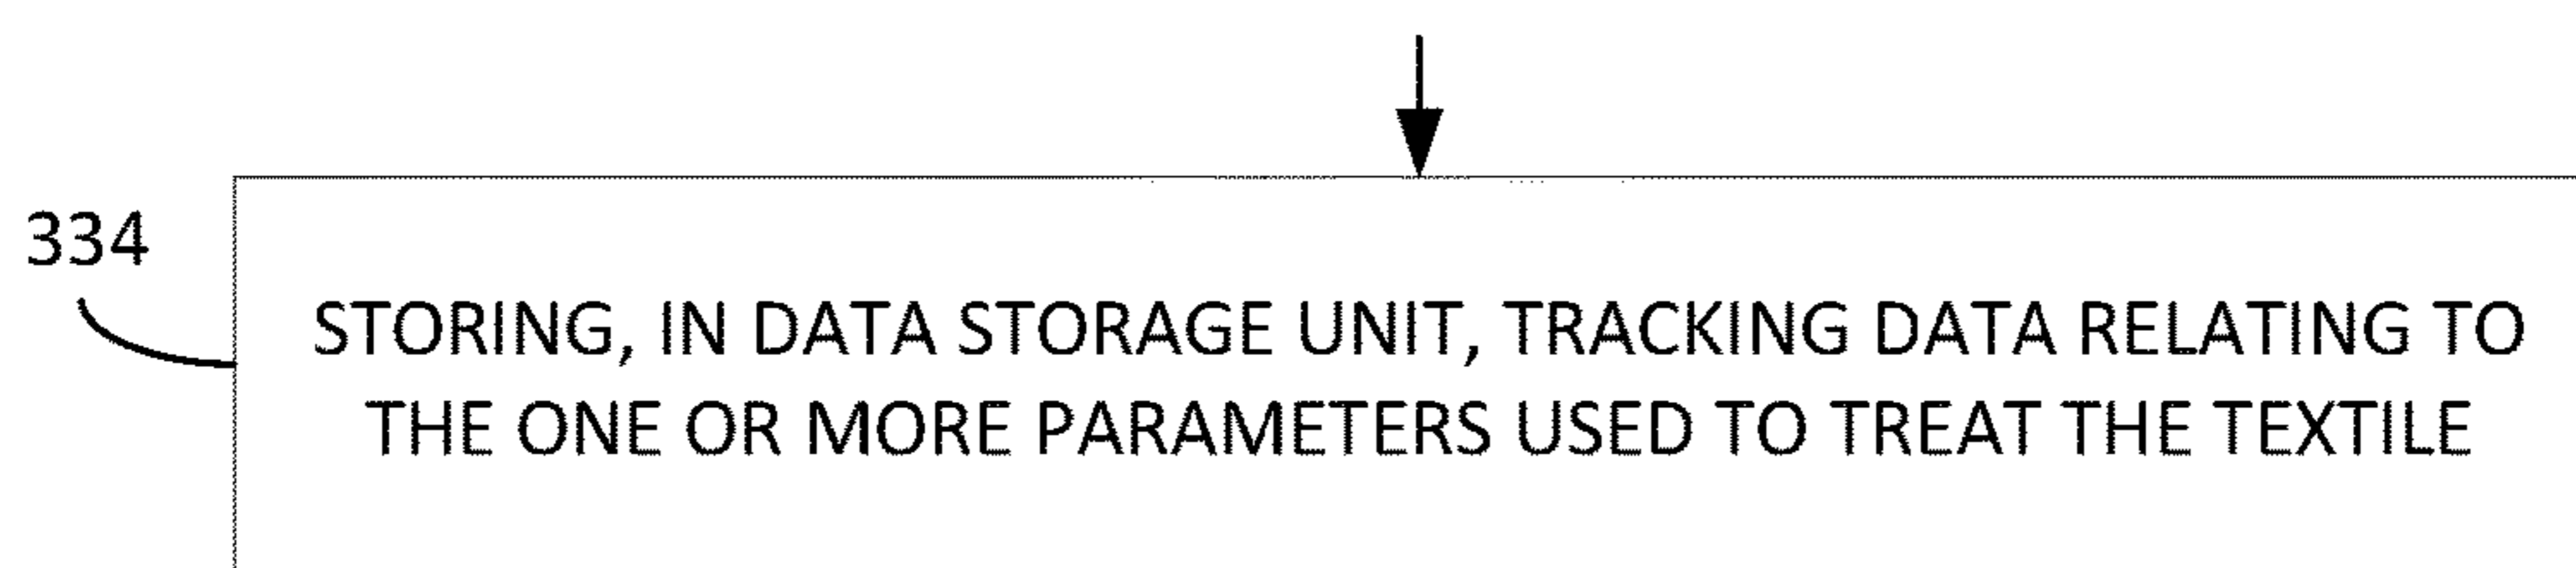 334
STORING, IN DATA STORAGE UNIT, TRACKING DATA RELATING TO
THE ONE OR MORE PARAMETERS USED TO TREAT THE TEXTILE